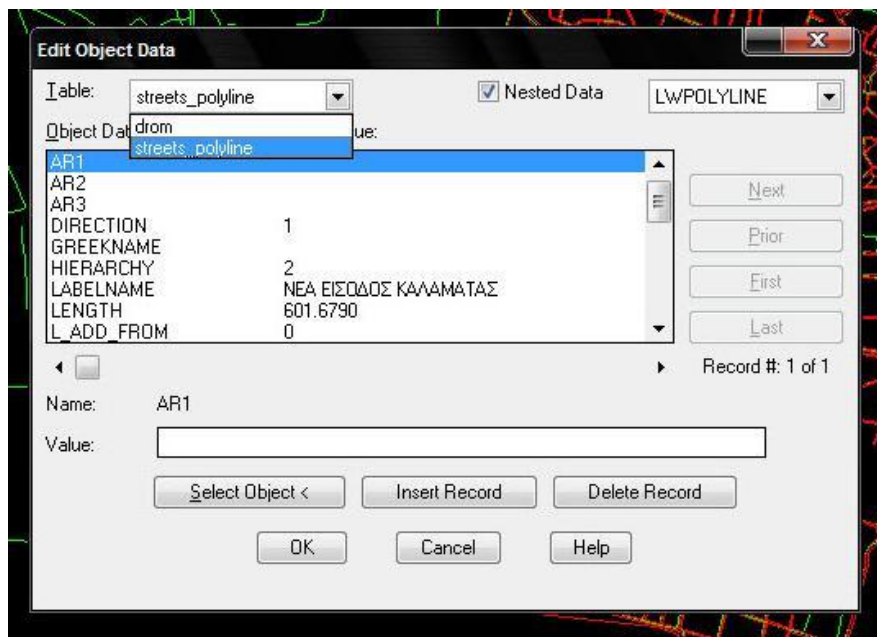 Edit Object Data
Table: streets_polyline Nested Data LWPOLYLINE
drom
streets_polyline
Object Dat ue:
AR1
AR2
AR3
DIRECTION 1
GREEKNAME
HIERARCHY 2
LABELNAME ΝΕΑ ΕΙΣΟΔΟΣ ΚΑΛΑΜΑΤΑΣ
LENGTH 601.6790
L_ADD_FROM 0
Next
Prior
First
Last
Record #: 1 of 1
Name: AR1
Value:
Select Object <
Insert Record
Delete Record
OK
Cancel
Help